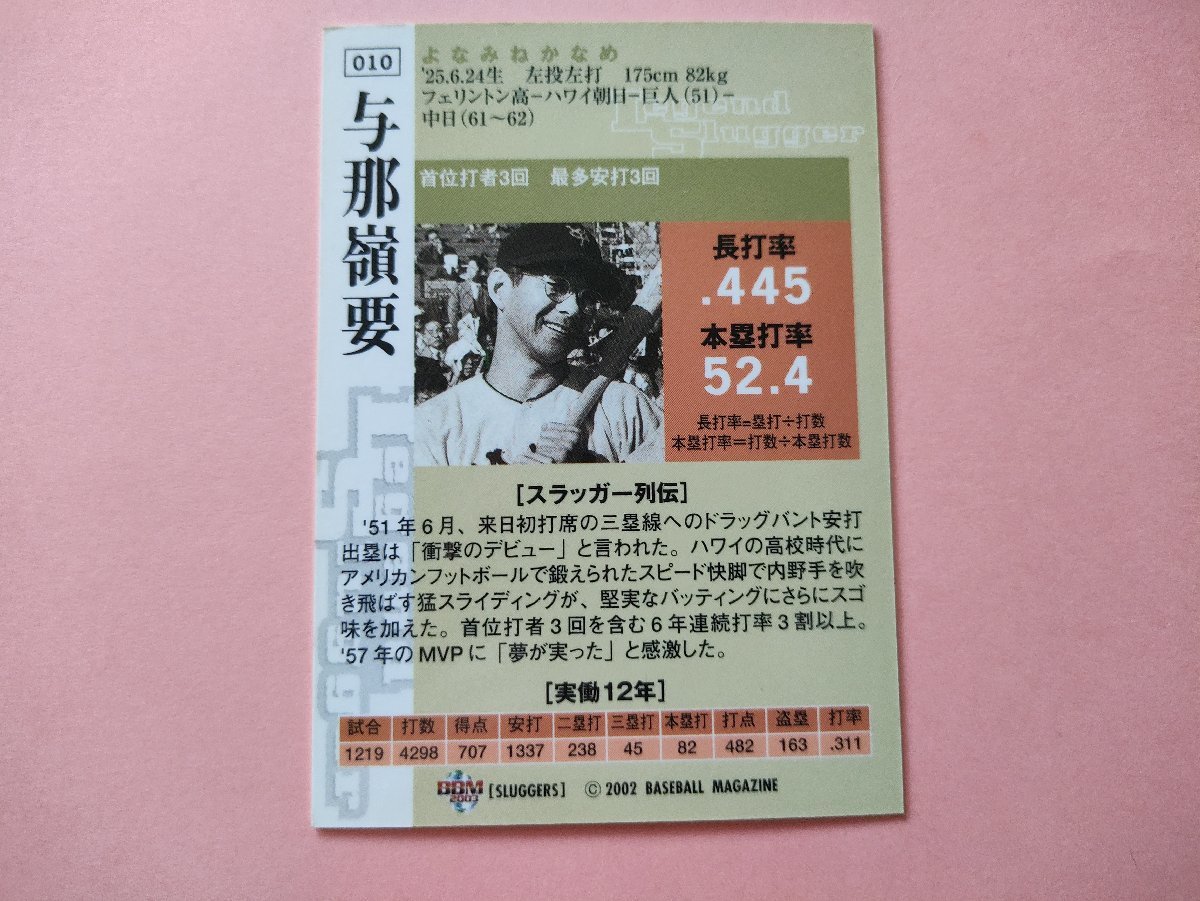 010
与那嶺要
よなみねかなめ
'25.6.24生 左投左打 175cm 82kg
フェリントン高－ハワイ朝日－巨人(51)－
中日(61～62)
Legend
Slugger
首位打者3回 最多安打3回
長打率
.445
本塁打率
52.4
長打率=塁打÷打数
本塁打率=打数÷本塁打数
[スラッガー列伝]
'51年6月、来日初打席の三塁線へのドラッグバント安打
出塁は「衝撃のデビュー」と言われた。ハワイの高校時代に
アメリカンフットボールで鍛えられたスピード快脚で内野手を吹
き飛ばす猛スライディングが、堅実なバッティングにさらにスゴ
味を加えた。首位打者3回を含む6年連続打率3割以上。
'57年のMVPに「夢が実った」と感激した。
[実働12年]
試合 打数 得点 安打 二塁打 三塁打 本塁打 打点 盗塁 打率
1219 4298 707 1337 238 45 82 482 163 .311
BBM 2002 [SLUGGERS] © 2002 BASEBALL MAGAZINE